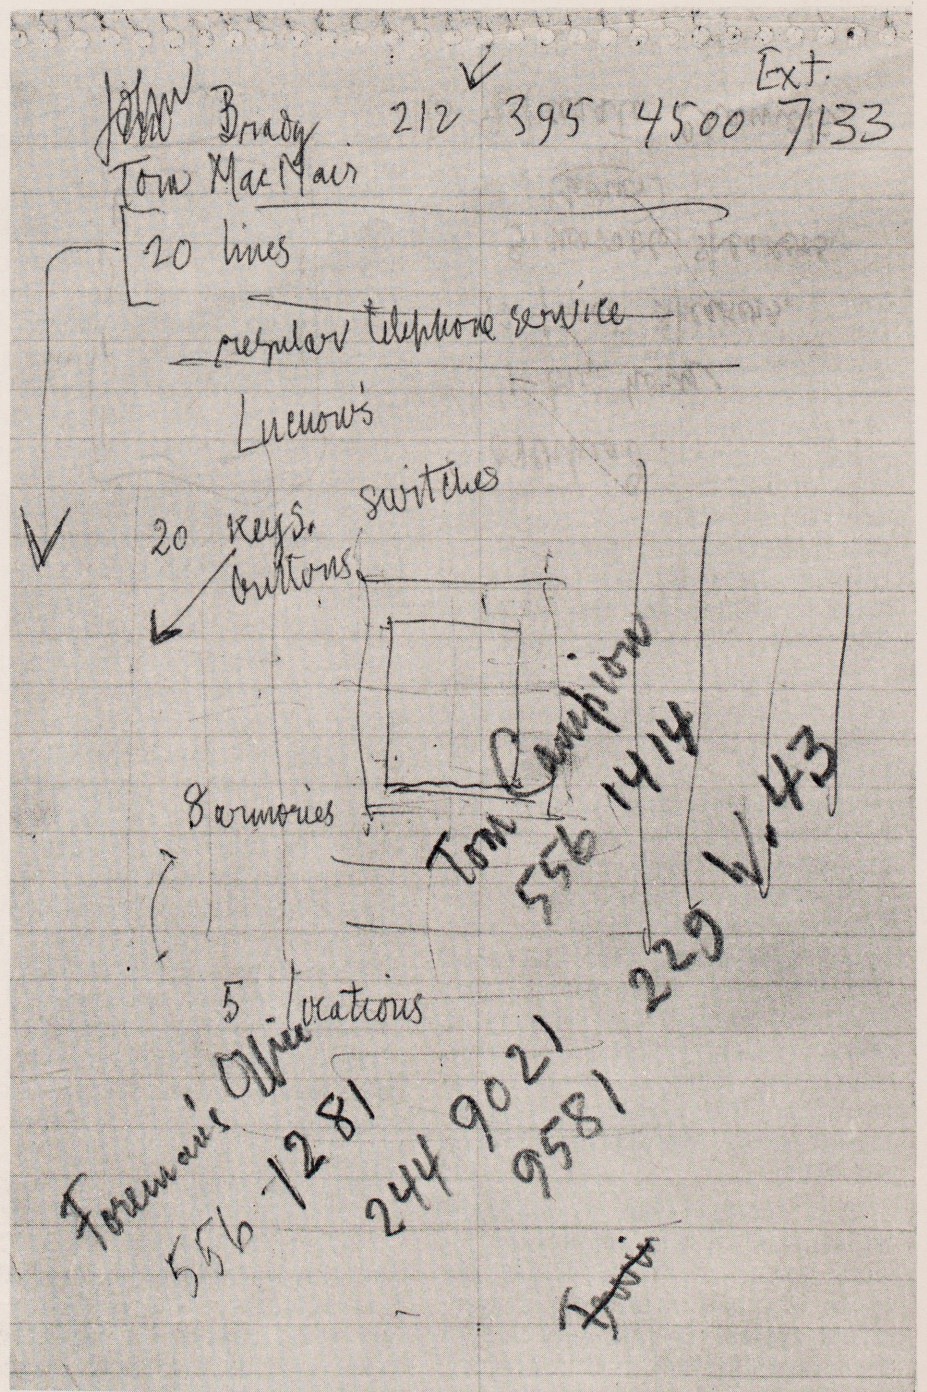 Ext.
John Brady 212 395 4500 7133
Tom MacNair
20 lines
regular telephone service
Luchow's
switches
20 keys.
buttons.
Tom Campion
556 1414
229 W. 43
8 armories
5 locations
Foreman's Office
556-1281
244 9021
9581